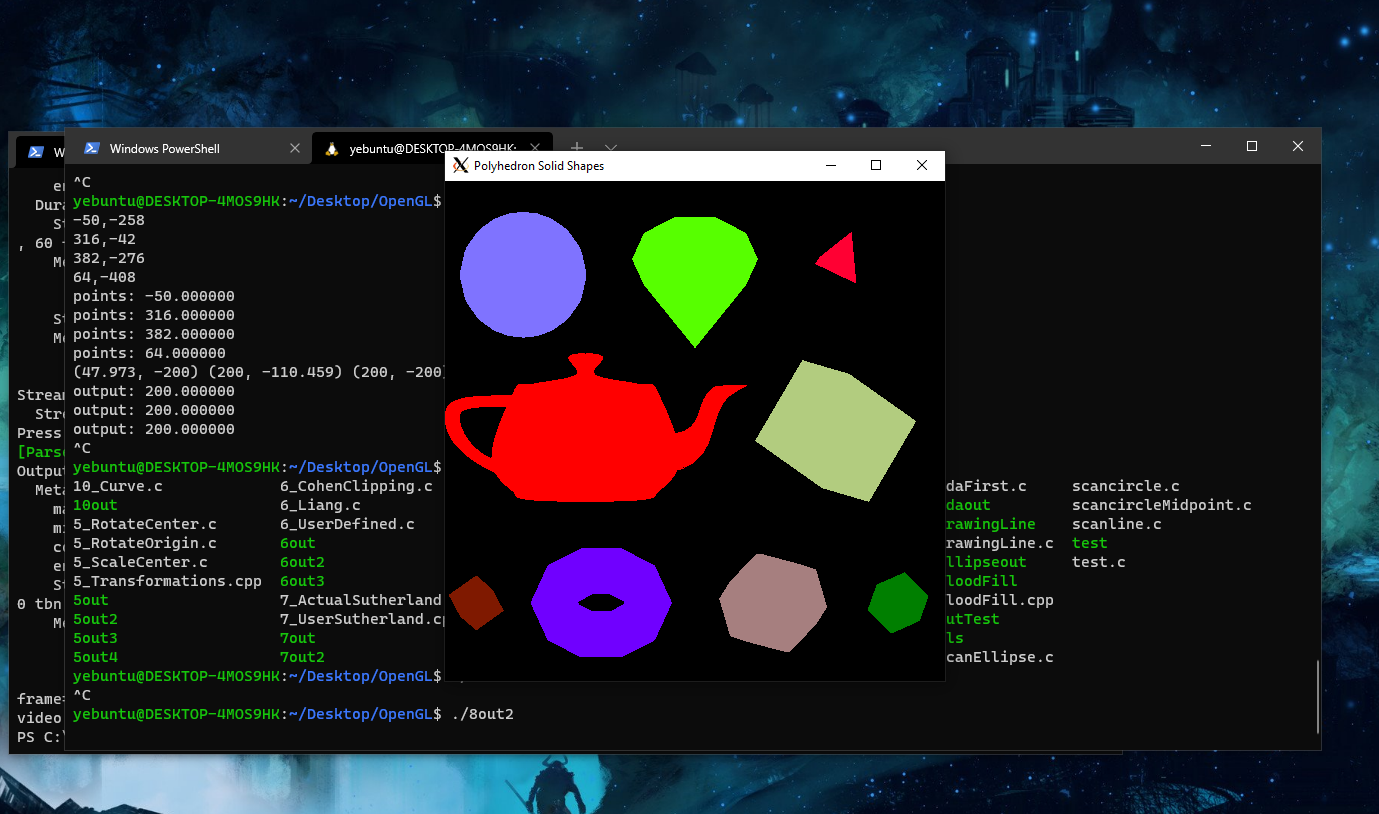 W
Windows PowerShell
yebuntu@DESKTOP-4MOS9HK:
Polyhedron Solid Shapes
^C
yebuntu@DESKTOP-4MOS9HK:~/Desktop/OpenGL$
-50,-258
316,-42
382,-276
64,-408
points: -50.000000
points: 316.000000
points: 382.000000
points: 64.000000
(47.973, -200) (200, -110.459) (200, -200)
output: 200.000000
output: 200.000000
output: 200.000000
^C
yebuntu@DESKTOP-4MOS9HK:~/Desktop/OpenGL$
10_Curve.c 6_CohenClipping.c daFirst.c scancircle.c
10out 6_Liang.c daout scancircleMidpoint.c
5_RotateCenter.c 6_UserDefined.c rawingLine scanline.c
5_RotateOrigin.c 6out rawingLine.c test
5_ScaleCenter.c 6out2 llipseout test.c
5_Transformations.cpp 6out3 loodFill
5out 7_ActualSutherland loodFill.cpp
5out2 7_UserSutherland.cp utTest
5out3 7out ls
5out4 7out2 canEllipse.c
yebuntu@DESKTOP-4MOS9HK:~/Desktop/OpenGL$
^C
yebuntu@DESKTOP-4MOS9HK:~/Desktop/OpenGL$ ./8out2
er
Dura
St
, 60
Me
St
Me
Stream
Stre
Press
[Parse
Output
Meta
ma
mi
co
en
St
0 tbn
Me
frame=
video
PS C:\